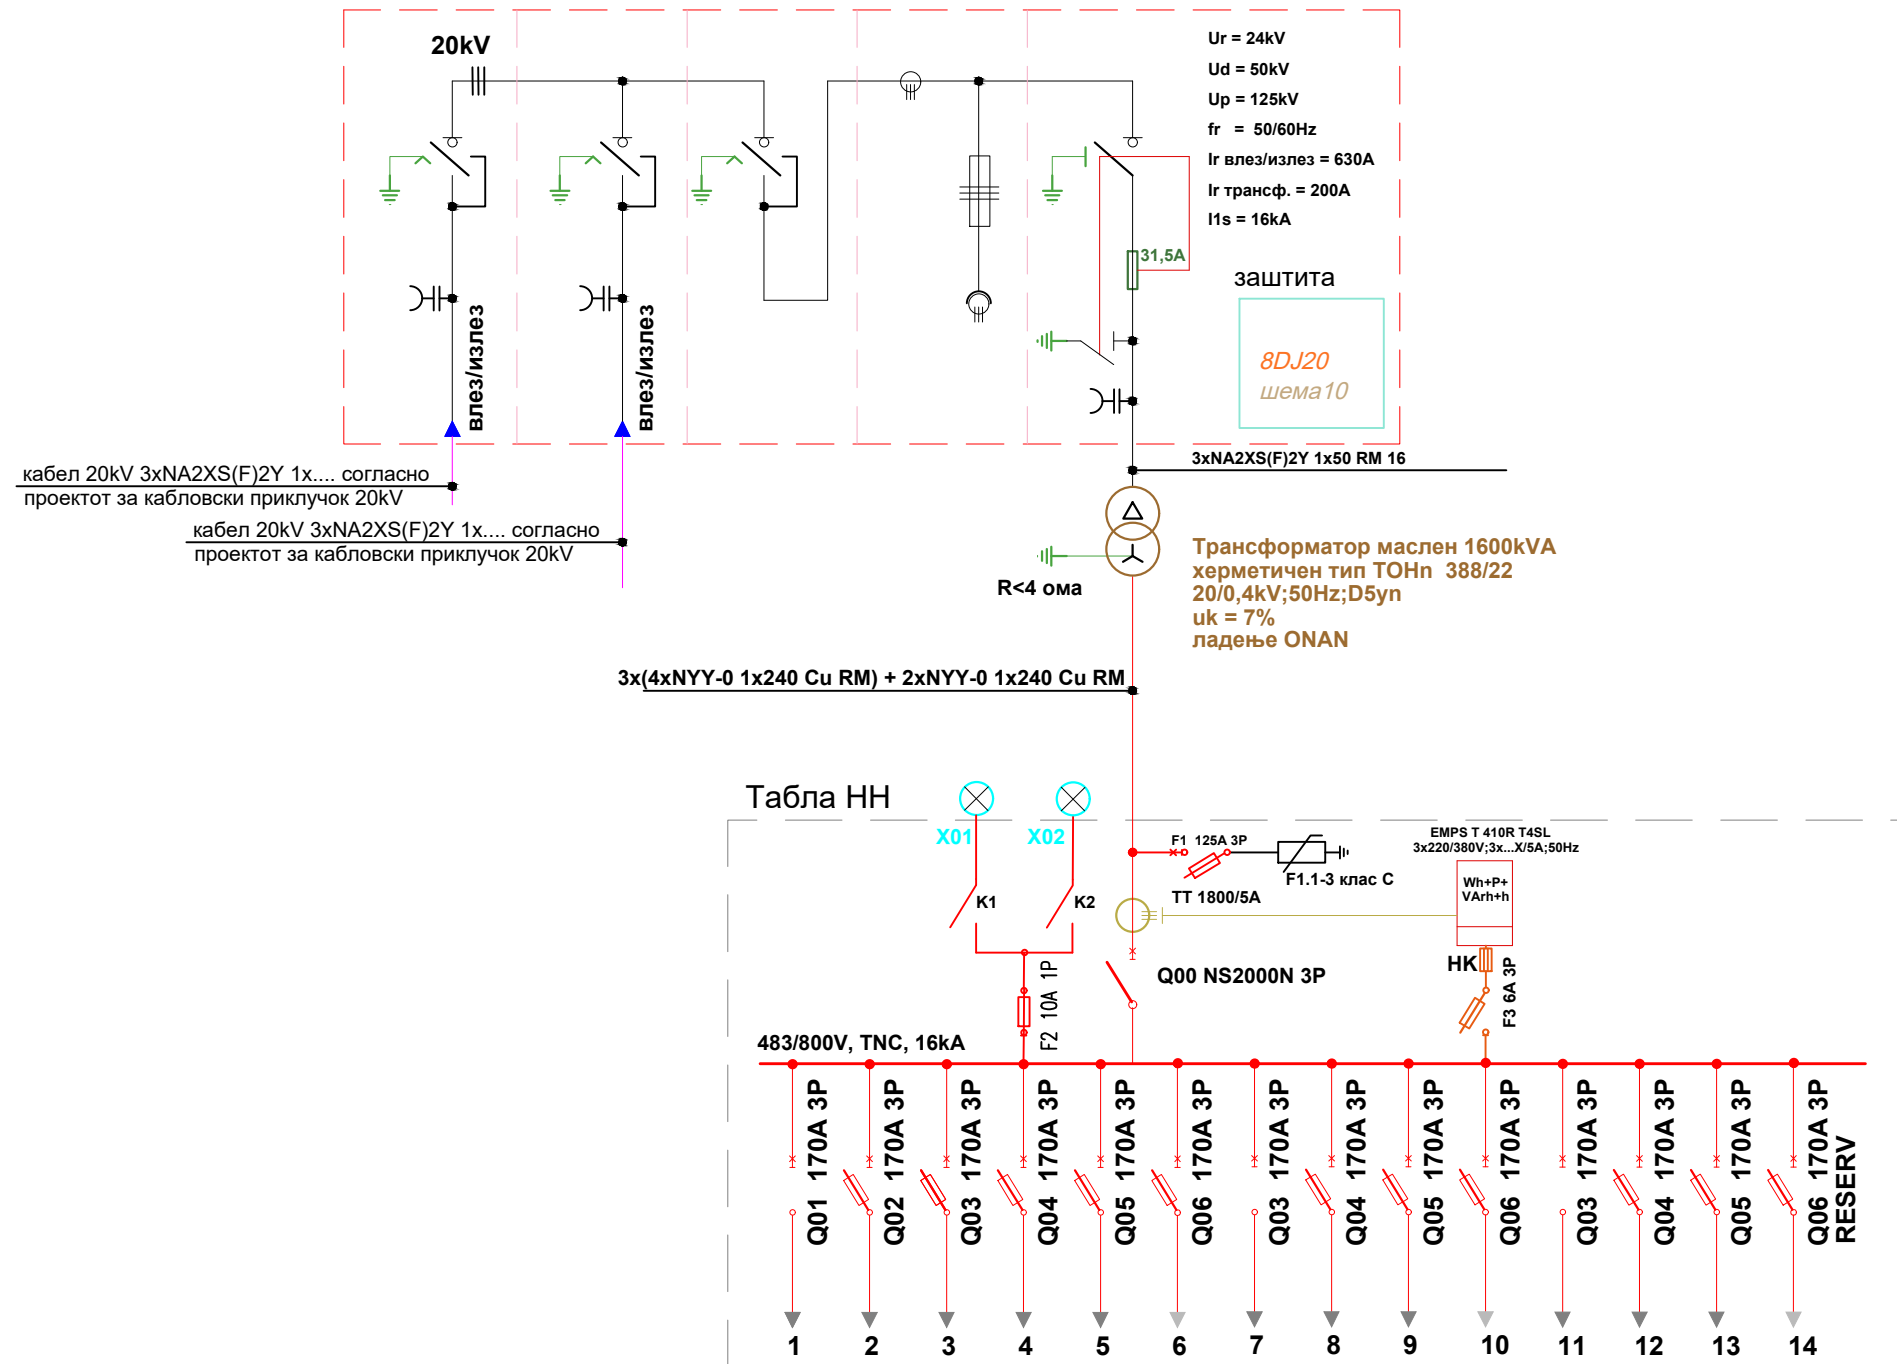 20kV
Ur = 24kV
Ud = 50kV
Up = 125kV
fr = 50/60Hz
Ir влез/излез = 630A
Ir трансф. = 200A
I1s = 16kA
31,5A
заштита
8DJ20
шема10
влез/излез
влез/излез
3xNA2XS(F)2Y 1x50 RM 16
кабел 20kV 3xNA2XS(F)2Y 1x.... согласно
проектот за кабловски приклучок 20kV
кабел 20kV 3xNA2XS(F)2Y 1x.... согласно
проектот за кабловски приклучок 20kV
R<4 ома
Трансформатор маслен 1600kVA
херметичен тип TOHn 388/22
20/0,4kV;50Hz;D5yn
uk = 7%
ладење ONAN
3x(4xNYY-0 1x240 Cu RM) + 2xNYY-0 1x240 Cu RM
Табла НН
X01
X02
F1 125A 3P
F1.1-3 клас C
TT 1800/5A
EMPS T 410R T4SL
3x220/380V;3x...X/5A;50Hz
Wh+P+
VArh+h
K1
K2
HK
F3 6A 3P
Q00 NS2000N 3P
F2 10A 1P
483/800V, TNC, 16kA
Q01 170A 3P
Q02 170A 3P
Q03 170A 3P
Q04 170A 3P
Q05 170A 3P
Q06 170A 3P
Q03 170A 3P
Q04 170A 3P
Q05 170A 3P
Q06 170A 3P
Q03 170A 3P
Q04 170A 3P
Q05 170A 3P
Q06 170A 3P
RESERV
1 2 3 4 5 6 7 8 9 10 11 12 13 14